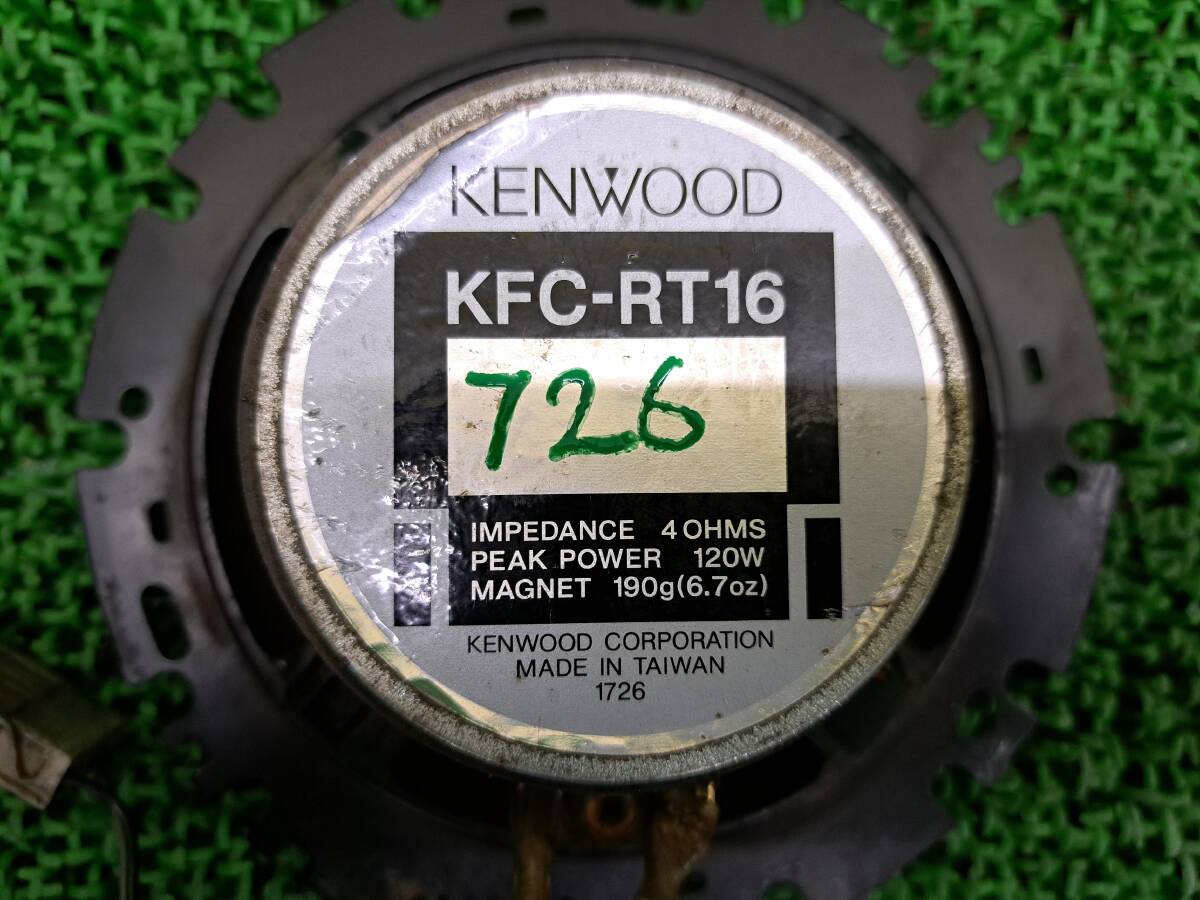 KENWOOD
KFC-RT16
726
IMPEDANCE 4 OHMS
PEAK POWER 120W
MAGNET 190g(6.7oz)
KENWOOD CORPORATION
MADE IN TAIWAN
1726